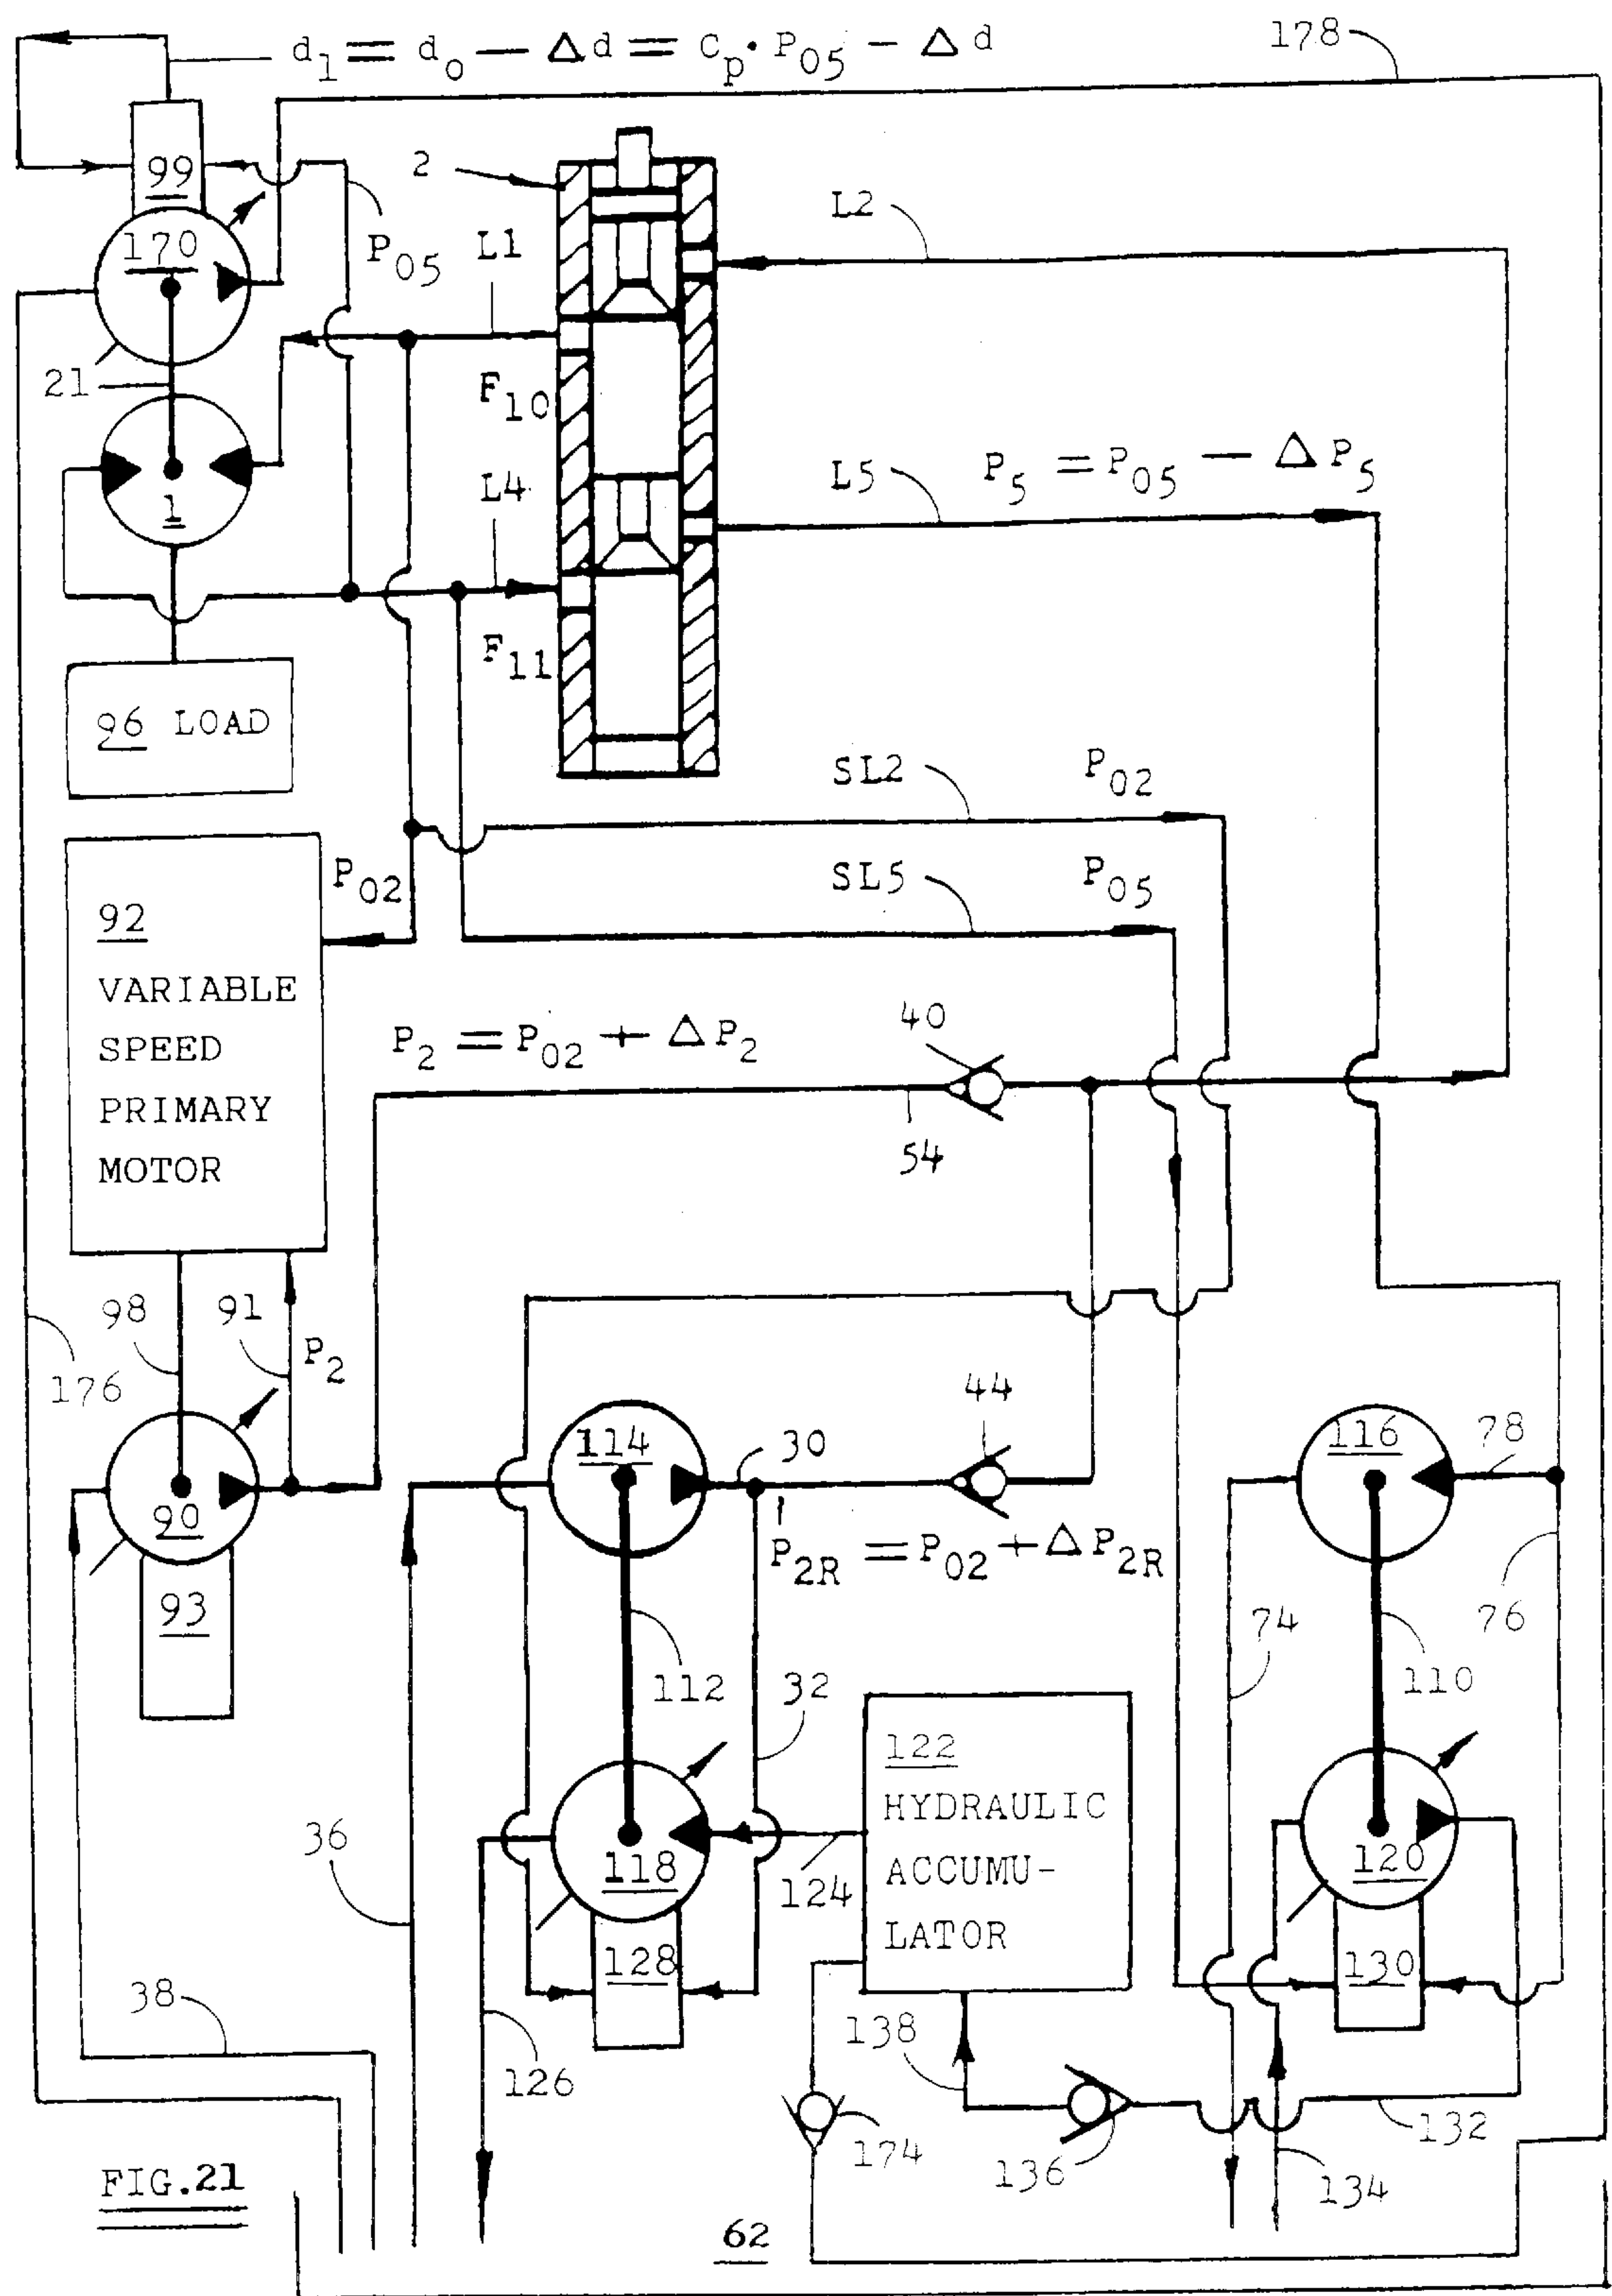 d₁ = d₀ − Δd = Cₚ· P₀₅ − Δd
178
99
2
170
P₀₅
L1
L2
21
F₁₀
L5
P₅ = P₀₅ − ΔP₅
L4
1
F₁₁
96 LOAD
SL2
P₀₂
P₀₂
SL5
P₀₅
92
VARIABLE
SPEED
PRIMARY
MOTOR
40
P₂ = P₀₂ + ΔP₂
54
98
91
P₂
176
44
114
30
116
78
90
P₂R = P₀₂ + ΔP₂R
93
74
76
112
32
110
122
HYDRAULIC
ACCUMU-
LATOR
36
118
124
120
128
130
38
138
126
132
174
136
134
FIG.21
62